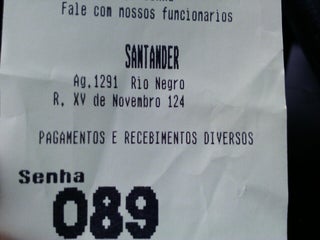 Fale com nossos funcionarios
SANTANDER
Ag.1291 Rio Negro
R. XV de Novembro 124
PAGAMENTOS E RECEBIMENTOS DIVERSOS
Senha
089